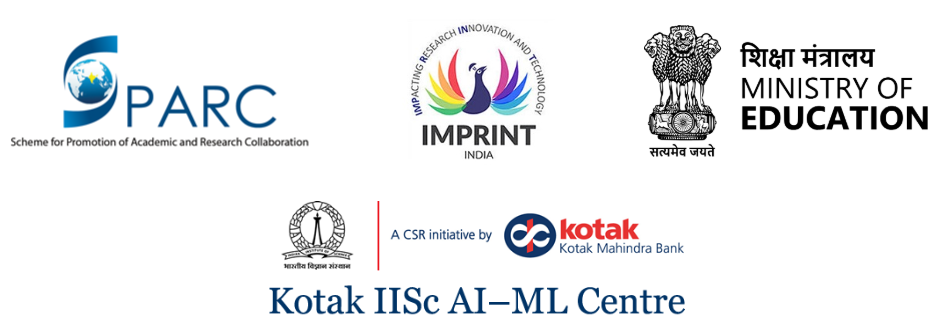 SPARC
Scheme for Promotion of Academic and Research Collaboration
IMPACTING RESEARCH INNOVATION AND TECHNOLOGY
IMPRINT
INDIA
सत्यमेव जयते
शिक्षा मंत्रालय
MINISTRY OF
EDUCATION
भारतीय विज्ञान संस्थान
A CSR initiative by
kotak
Kotak Mahindra Bank
Kotak IISc AI–ML Centre